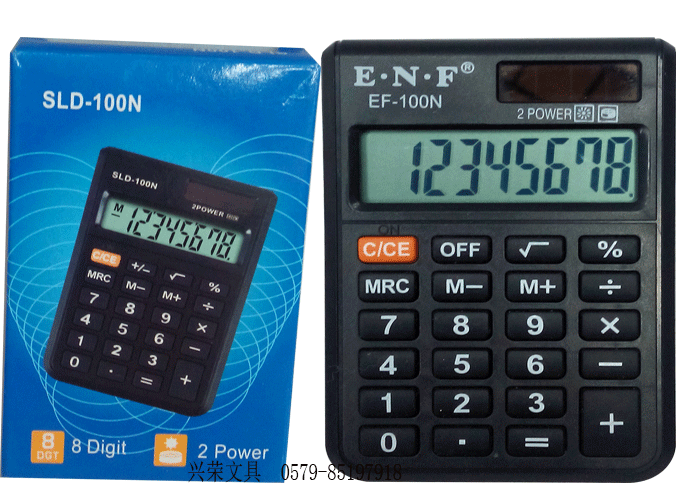 SLD-100N
SLD-100N
2POWER
M
− 12345678
C/CE +/− √ %
MRC M− M+ ÷
7 8 9 ×
4 5 6 −
1 2 3 +
0 · =
8 DGT
8 Digit
2 Power
E·N·F®
EF-100N
2 POWER
12345678
ON
C/CE OFF √ %
MRC M− M+ ÷
7 8 9 ×
4 5 6 −
1 2 3 +
0 · =
兴荣文具 0579-85197918